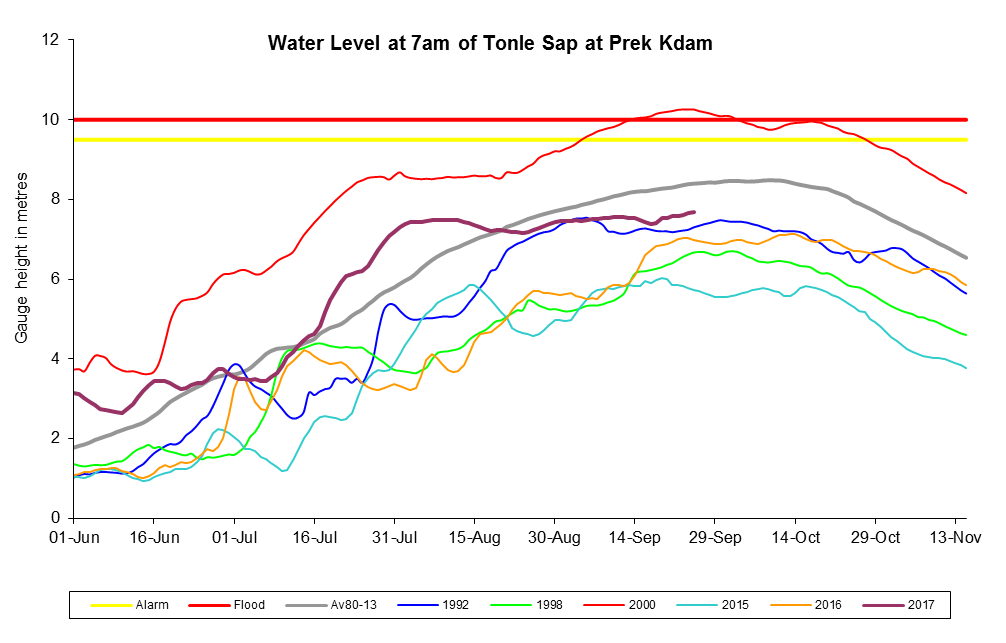 Water Level at 7am of Tonle Sap at Prek Kdam
Gauge height in metres
12
10
8
6
4
2
0
01-Jun 16-Jun 01-Jul 16-Jul 31-Jul 15-Aug 30-Aug 14-Sep 29-Sep 14-Oct 29-Oct 13-Nov
Alarm Flood Av80-13 1992 1998 2000 2015 2016 2017